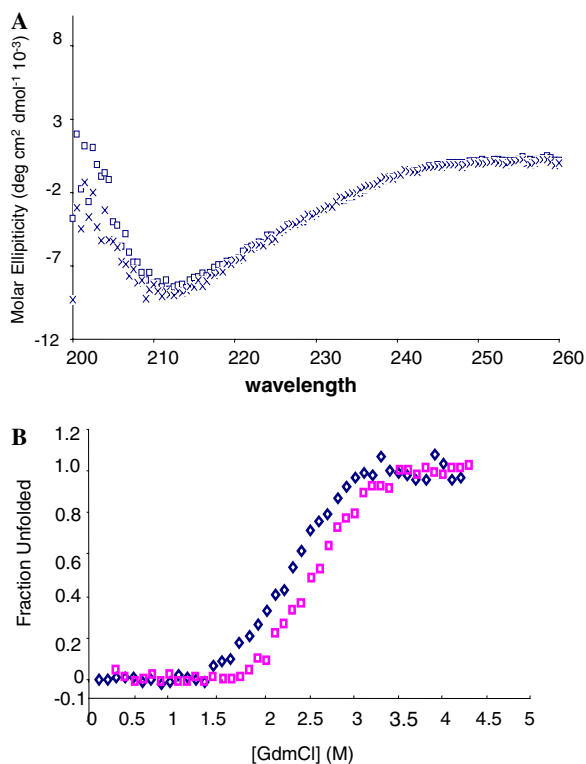 A
Molar Ellipiticity (deg cm² dmol⁻¹ 10⁻³)
8
3
-2
-7
-12
200 210 220 230 240 250 260
wavelength
B
Fraction Unfolded
1.2
1.0
0.8
0.6
0.4
0.2
0
-0.1
0 0.5 1 1.5 2 2.5 3 3.5 4 4.5 5
[GdmCl] (M)